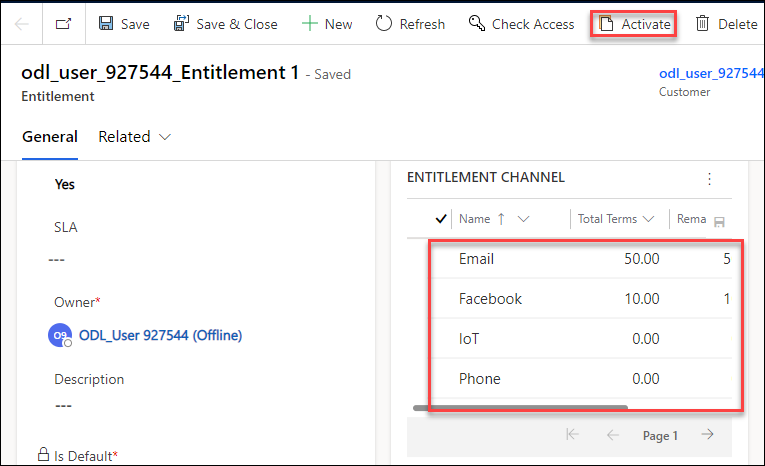 Save Save & Close New Refresh Check Access Activate Delete
odl_user_927544_Entitlement 1 - Saved
Entitlement
odl_user_927544
Customer
General Related
Yes
SLA
---
Owner*
O9 ODL_User 927544 (Offline)
Description
---
Is Default*
ENTITLEMENT CHANNEL
Name ↑ Total Terms Rema
Email 50.00 5
Facebook 10.00 1
IoT 0.00
Phone 0.00
Page 1